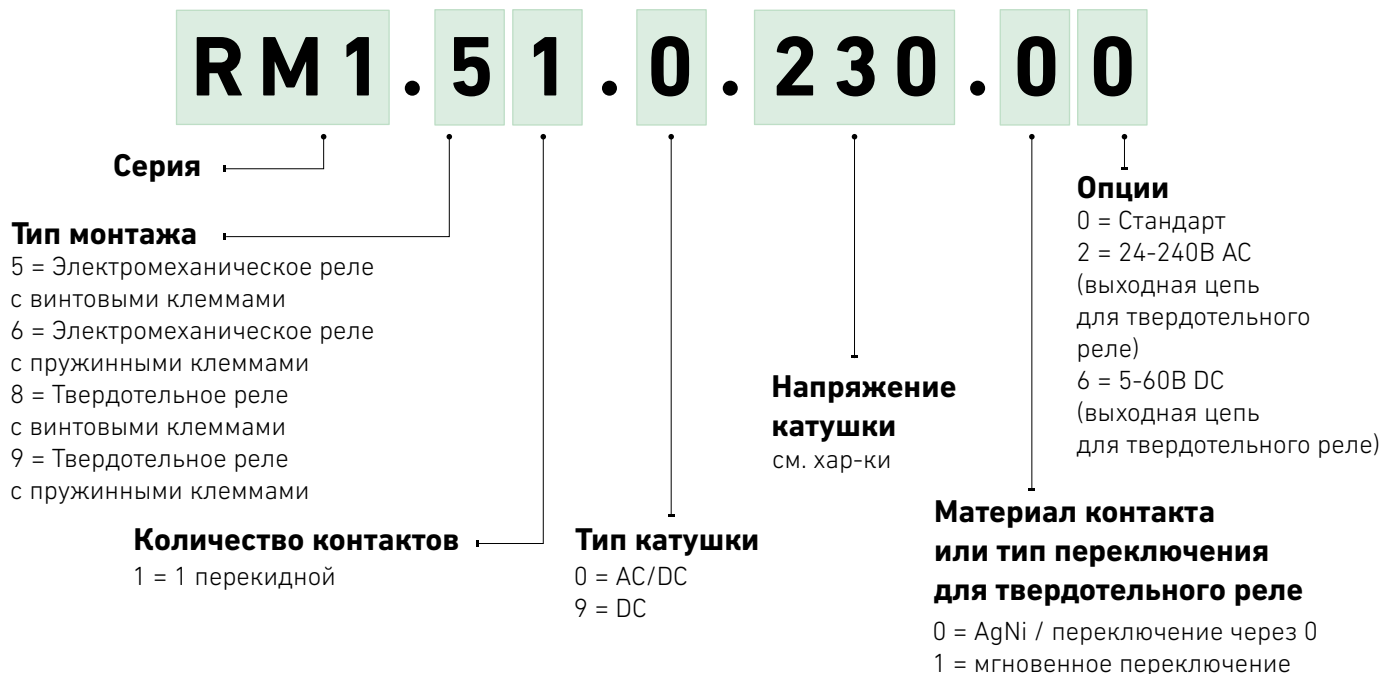 RM1.51.0.230.00
Серия
Тип монтажа
5 = Электромеханическое реле
с винтовыми клеммами
6 = Электромеханическое реле
с пружинными клеммами
8 = Твердотельное реле
с винтовыми клеммами
9 = Твердотельное реле
с пружинными клеммами
Количество контактов
1 = 1 перекидной
Тип катушки
0 = AC/DC
9 = DC
Напряжение
катушки
см. хар-ки
Опции
0 = Стандарт
2 = 24-240В AC
(выходная цепь
для твердотельного
реле)
6 = 5-60В DC
(выходная цепь
для твердотельного реле)
Материал контакта
или тип переключения
для твердотельного реле
0 = AgNi / переключение через 0
1 = мгновенное переключение